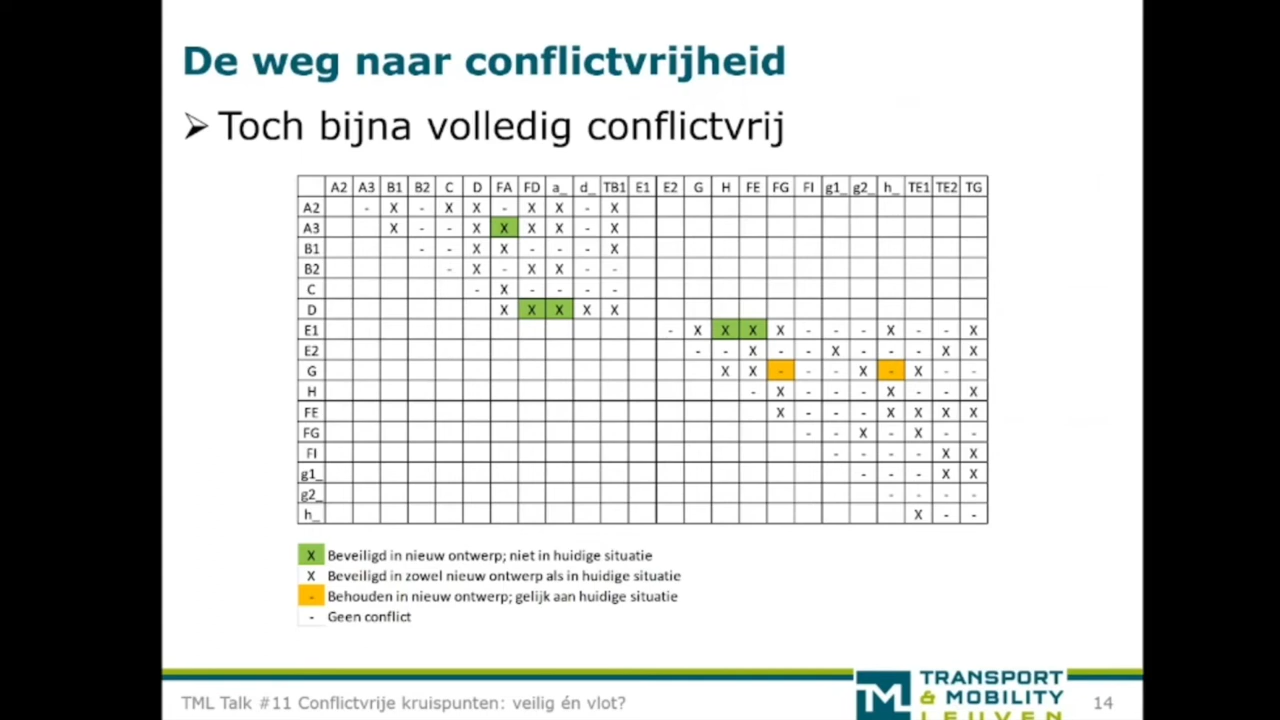 De weg naar conflictvrijheid
➢ Toch bijna volledig conflictvrij
A2 A3 B1 B2 C D FA FD a_ d_ TB1 E1 E2 G H FE FG FI g1_ g2_ h_ TE1 TE2 TG
A2 - X - X X - X X - X
A3 X - - X X X X - X
B1 - - X X - - - X
B2 - X - X X - -
C - X - - - -
D X X X X X
E1 - X X X X - - - X - - X
E2 - - X - - X - - - X X
G X X - - - X - X - -
H - X - - - X - - X
FE X - - - X X X X
FG - - X - X - -
FI - - - - X X
g1_ - - - X X
g2_ - - - -
h_ X - -
X Beveiligd in nieuw ontwerp; niet in huidige situatie
X Beveiligd in zowel nieuw ontwerp als in huidige situatie
- Behouden in nieuw ontwerp; gelijk aan huidige situatie
- Geen conflict
TML Talk #11 Conflictvrije kruispunten: veilig én vlot?
TML
TRANSPORT
& MOBILITY
LEUVEN
14